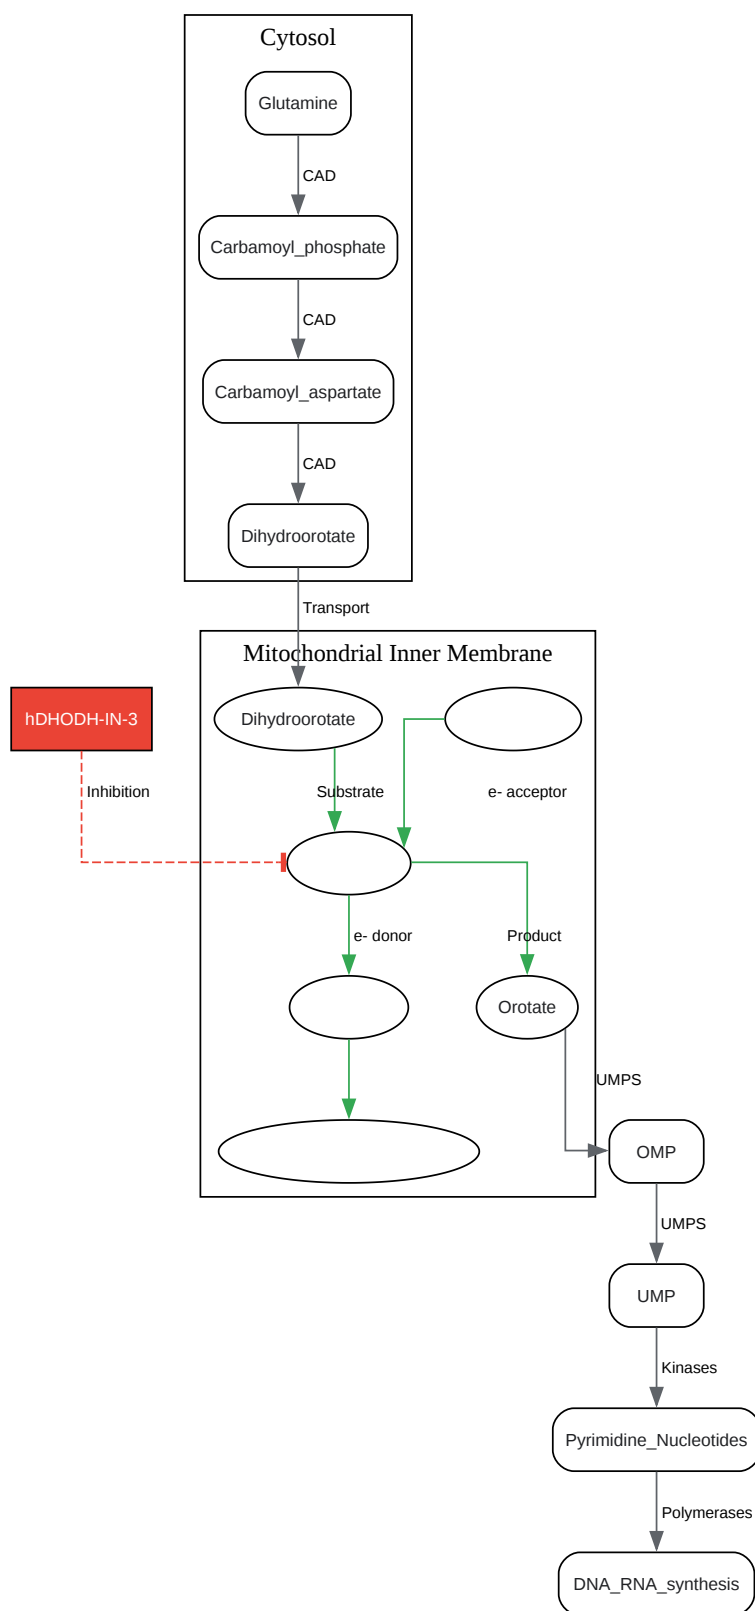 Cytosol
Glutamine
CAD
Carbamoyl_phosphate
CAD
Carbamoyl_aspartate
CAD
Dihydroorotate
Transport
Mitochondrial Inner Membrane
hDHODH-IN-3
Dihydroorotate
Inhibition
Substrate
e- acceptor
e- donor
Product
Orotate
UMPS
OMP
UMPS
UMP
Kinases
Pyrimidine_Nucleotides
Polymerases
DNA_RNA_synthesis